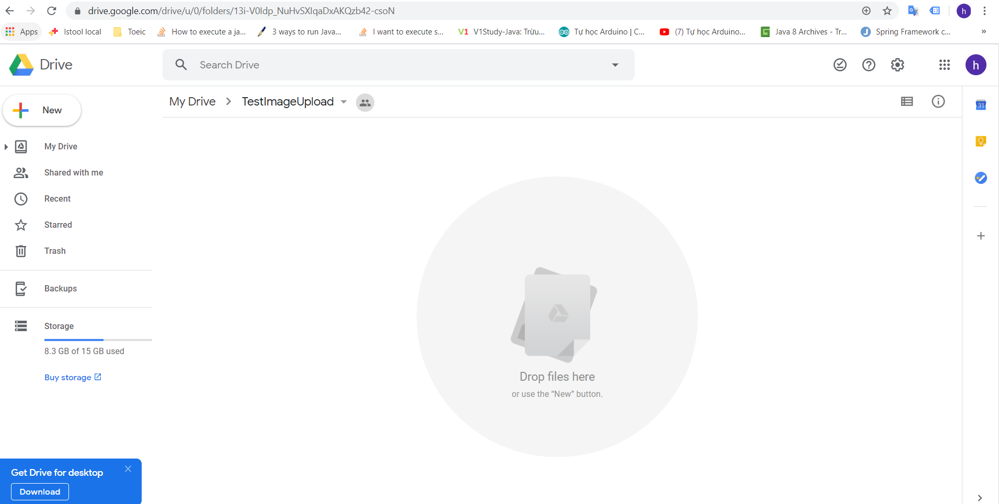 drive.google.com/drive/u/0/folders/13i-V0Idp_NuHvSXIqaDxAKQzb42-csoN
h
Apps
Istool local
Toeic
How to execute a ja...
3 ways to run Java...
I want to execute s...
V1 V1Study-Java: Trừu...
Tự học Arduino | C...
(7) Tự học Arduino...
Java 8 Archives - Tr...
Spring Framework c...
»
Drive
Search Drive
h
New
My Drive > TestImageUpload
31
My Drive
Shared with me
Recent
Starred
Trash
Backups
Storage
8.3 GB of 15 GB used
Buy storage
Drop files here
or use the “New” button.
Get Drive for desktop
Download